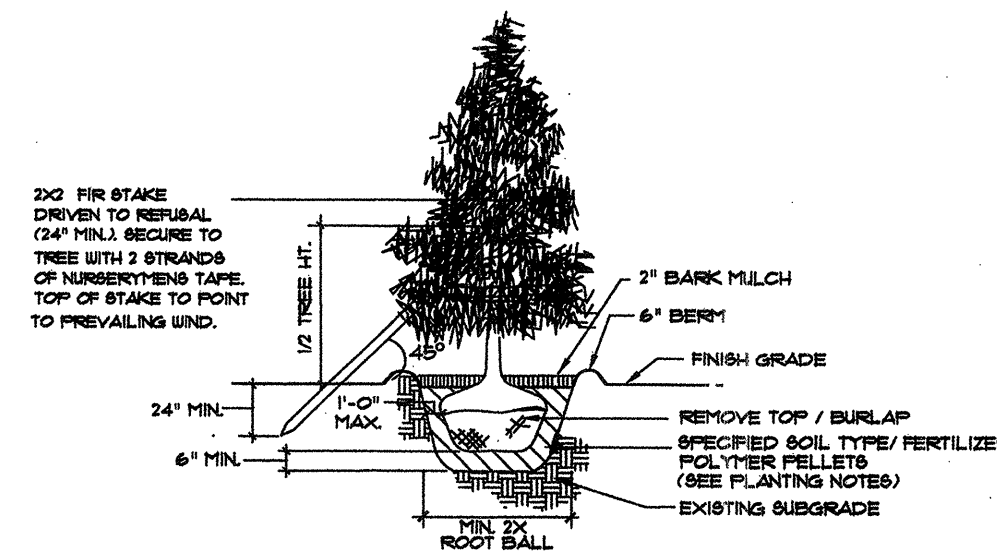 2X2 FIR STAKE
DRIVEN TO REFUSAL
(24" MIN.). SECURE TO
TREE WITH 2 STRANDS
OF NURSERYMENS TAPE.
TOP OF STAKE TO POINT
TO PREVAILING WIND.
1/2 TREE HT.
45°
2" BARK MULCH
6" BERM
FINISH GRADE
24" MIN.
1'-0"
MAX.
6" MIN.
REMOVE TOP / BURLAP
SPECIFIED SOIL TYPE/ FERTILIZE
POLYMER PELLETS
(SEE PLANTING NOTES)
EXISTING SUBGRADE
MIN. 2X
ROOT BALL